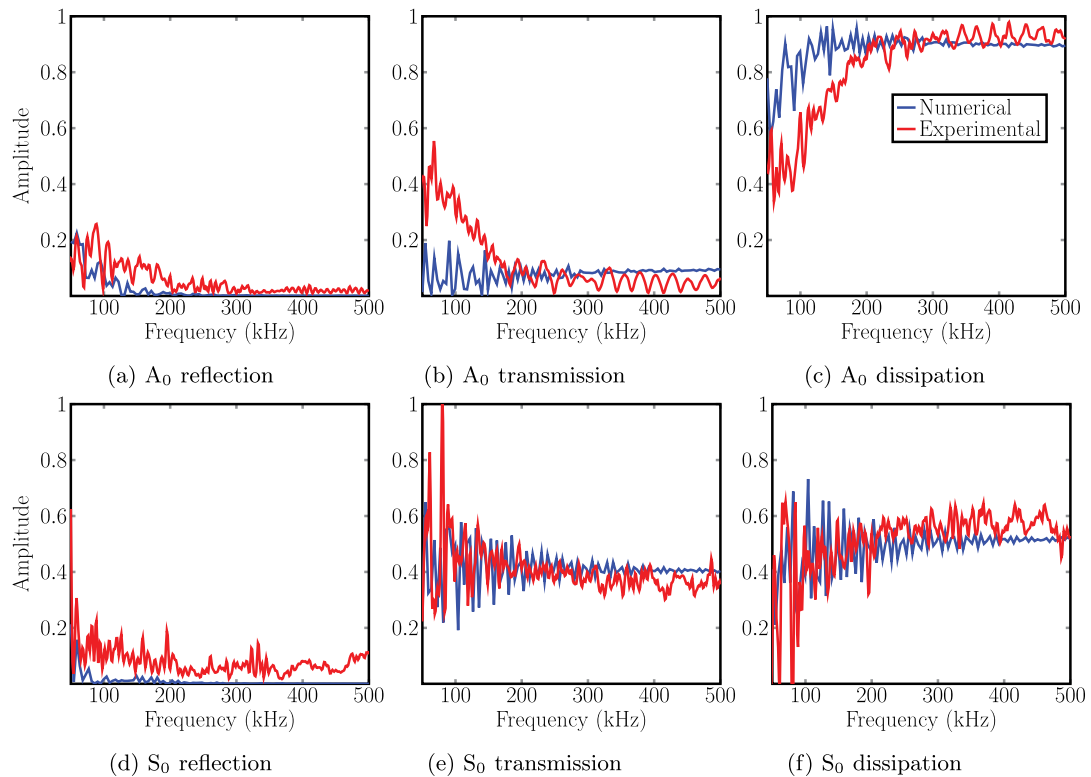 1 1 1
0.8 0.8 0.8
0.6 0.6 0.6
0.4 0.4 0.4
0.2 0.2 0.2
Amplitude
Numerical
Experimental
100 200 300 400 500 100 200 300 400 500 100 200 300 400 500
Frequency (kHz) Frequency (kHz) Frequency (kHz)
(a) A₀ reflection (b) A₀ transmission (c) A₀ dissipation
1 1 1
0.8 0.8 0.8
0.6 0.6 0.6
0.4 0.4 0.4
0.2 0.2 0.2
Amplitude
100 200 300 400 500 100 200 300 400 500 100 200 300 400 500
Frequency (kHz) Frequency (kHz) Frequency (kHz)
(d) S₀ reflection (e) S₀ transmission (f) S₀ dissipation